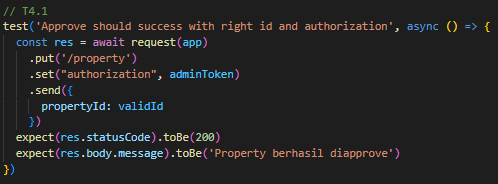 // T4.1
test('Approve should success with right id and authorization', async () => {
  const res = await request(app)
    .put('/property')
    .set("authorization", adminToken)
    .send({
      propertyId: validId
    })
  expect(res.statusCode).toBe(200)
  expect(res.body.message).toBe('Property berhasil diapprove')
})